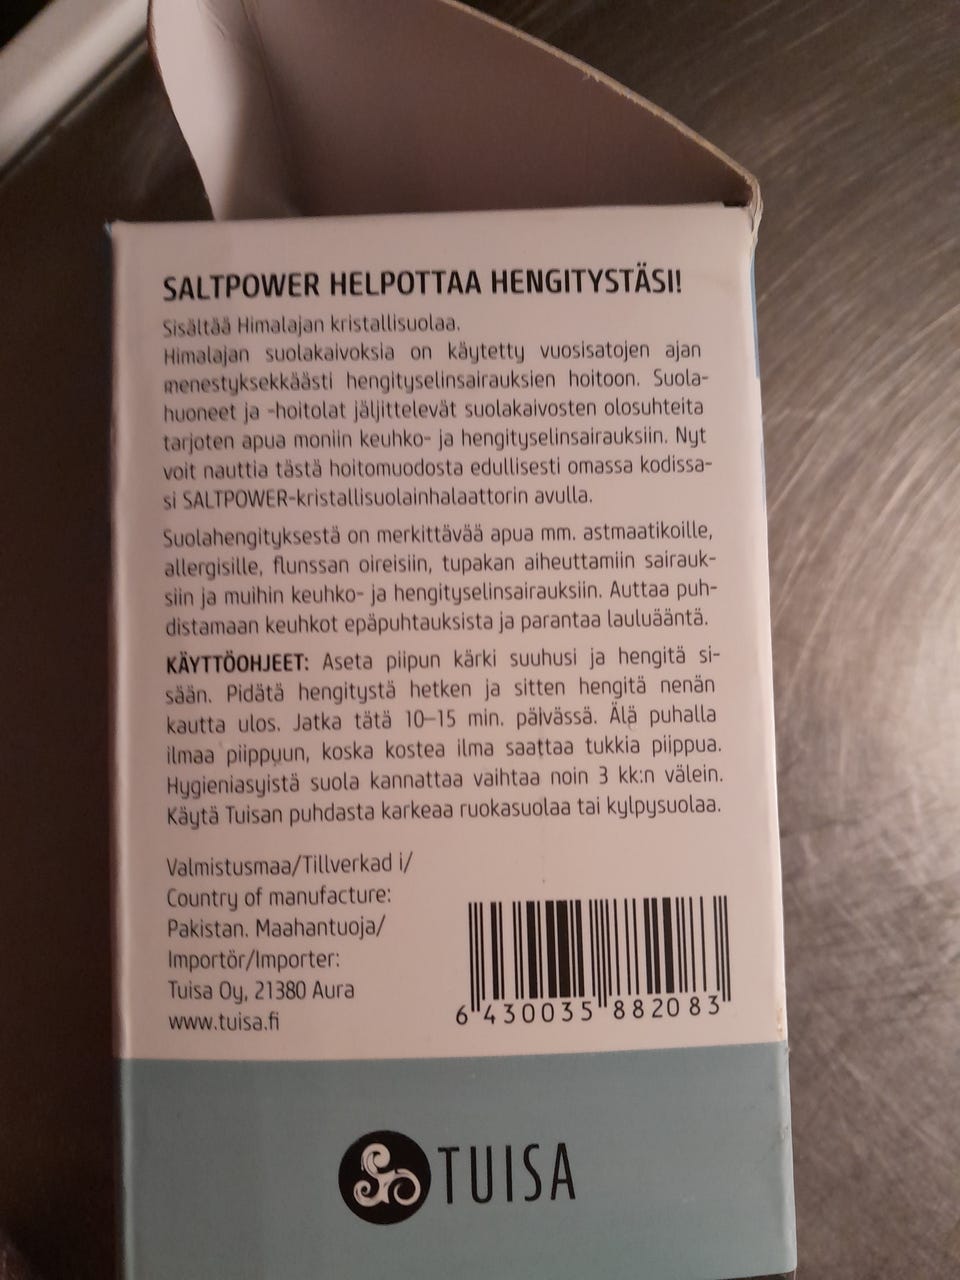 SALTPOWER HELPOTTAA HENGITYSTÄSI!
Sisältää Himalajan kristallisuolaa.
Himalajan suolakaivoksia on käytetty vuosisatojen ajan
menestyksekkäästi hengityselinsairauksien hoitoon. Suola-
huoneet ja -hoitolat jäljittelevät suolakaivosten olosuhteita
tarjoten apua moniin keuhko- ja hengityselinsairauksiin. Nyt
voit nauttia tästä hoitomuodosta edullisesti omassa kodissa-
si SALTPOWER-kristallisuolainhalaattorin avulla.
Suolahengityksestä on merkittävää apua mm. astmaatikoille,
allergisille, flunssan oireisiin, tupakan aiheuttamiin sairauk-
siin ja muihin keuhko- ja hengityselinsairauksiin. Auttaa puh-
distamaan keuhkot epäpuhtauksista ja parantaa lauluääntä.
KÄYTTÖOHJEET: Aseta piipun kärki suuhusi ja hengitä si-
sään. Pidätä hengitystä hetken ja sitten hengitä nenän
kautta ulos. Jatka tätä 10–15 min. päivässä. Älä puhalla
ilmaa piippuun, koska kostea ilma saattaa tukkia piippua.
Hygieniasyistä suola kannattaa vaihtaa noin 3 kk:n välein.
Käytä Tuisan puhdasta karkeaa ruokasuolaa tai kylpysuolaa.
Valmistusmaa/Tillverkad i/
Country of manufacture:
Pakistan. Maahantuoja/
Importör/Importer:
Tuisa Oy, 21380 Aura
www.tuisa.fi
6 430035 882083
TUISA